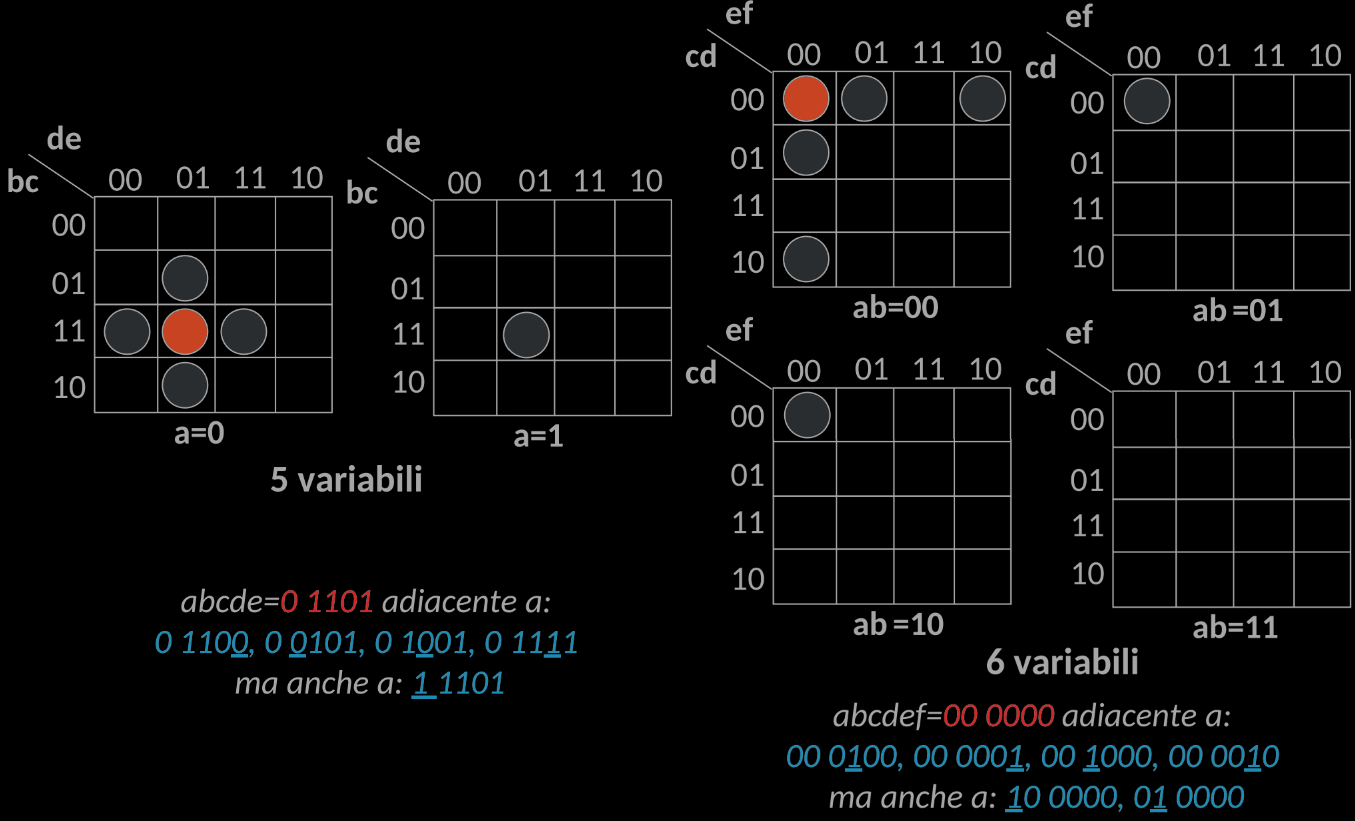 de
bc
00 01 11 10
00
01
11
10
a=0
de
bc
00 01 11 10
00
01
11
10
a=1
5 variabili
abcde=0 1101 adiacente a:
0 1100, 0 0101, 0 1001, 0 1111
ma anche a: 1 1101
ef
cd
00 01 11 10
00
01
11
10
ab=00
ef
cd
00 01 11 10
00
01
11
10
ab =01
ef
cd
00 01 11 10
00
01
11
10
ab =10
ef
cd
00 01 11 10
00
01
11
10
ab=11
6 variabili
abcdef=00 0000 adiacente a:
00 0100, 00 0001, 00 1000, 00 0010
ma anche a: 10 0000, 01 0000